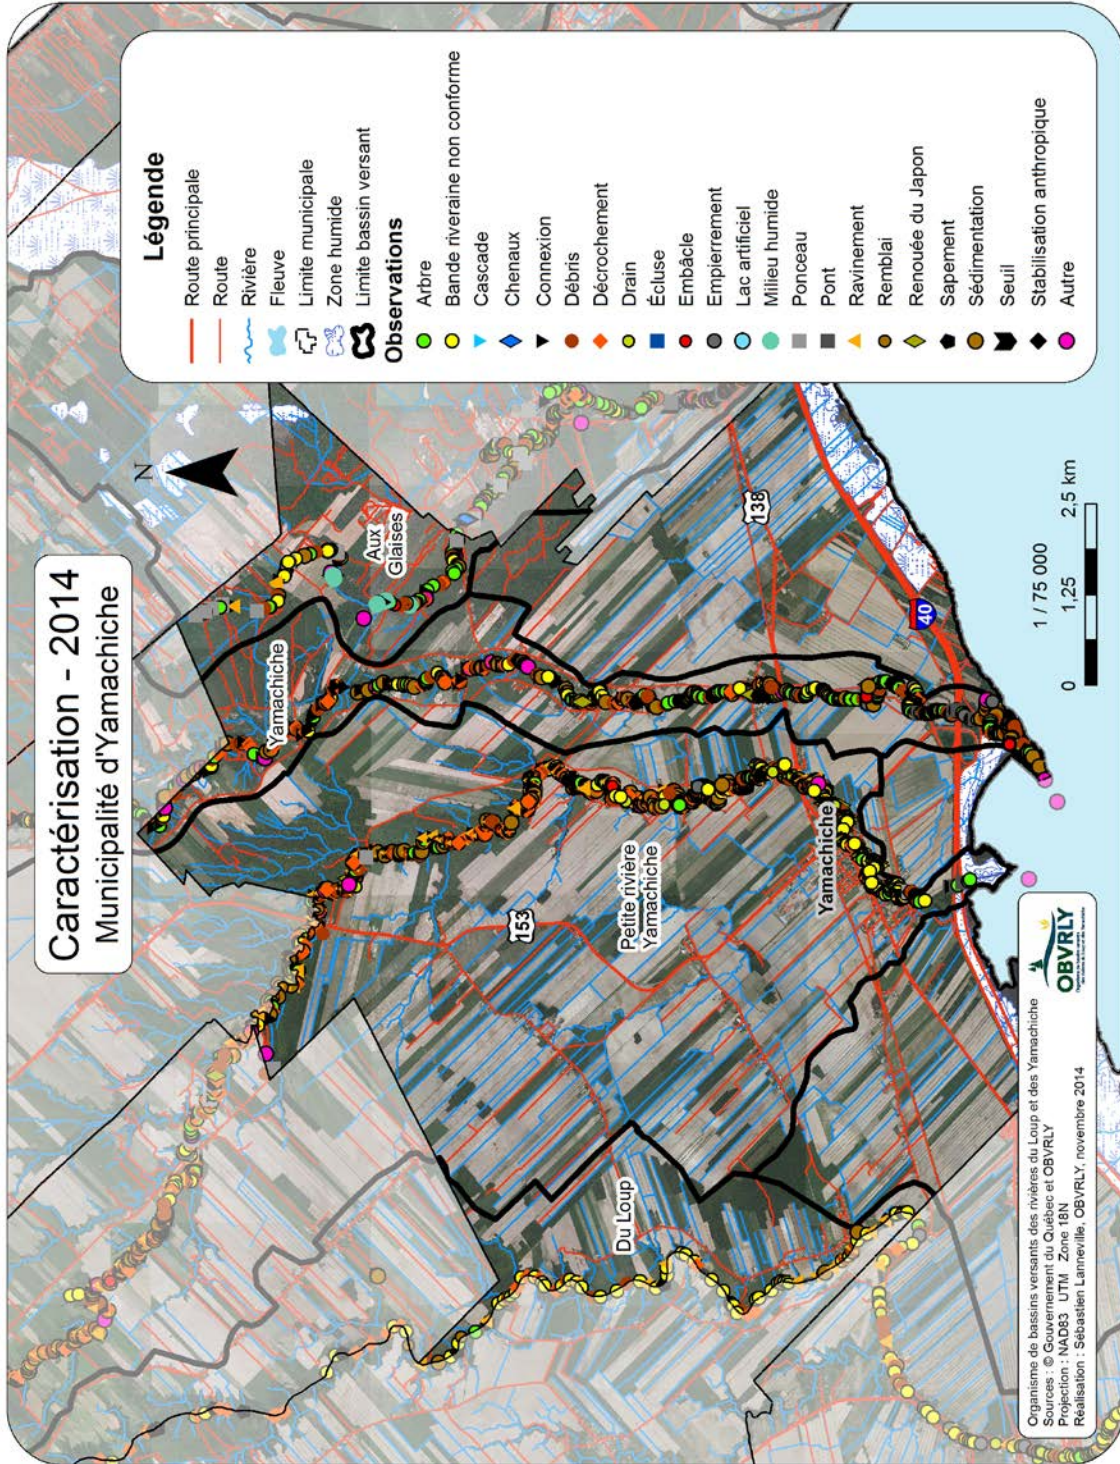 Caractérisation - 2014
Municipalité d'Yamachiche
Légende
Route principale
Route
Rivière
Fleuve
Limite municipale
Zone humide
Limite bassin versant
Observations
Arbre
Bande riveraine non conforme
Cascade
Chenaux
Connexion
Débris
Décrochement
Drain
Écluse
Embâcle
Empierrement
Lac artificiel
Milieu humide
Ponceau
Pont
Ravinement
Remblai
Renouée du Japon
Sapement
Sédimentation
Seuil
Stabilisation anthropique
Autre
N
Yamachiche
Aux
Glaises
153
138
40
Petite rivière
Yamachiche
Yamachiche
Du Loup
1 / 75 000
0 1,25 2,5 km
Organisme de bassins versants des rivières du Loup et des Yamachiche
Sources : © Gouvernement du Québec et OBVRLY
Projection : NAD83 UTM Zone 18N
Réalisation : Sébastien Lanneville, OBVRLY, novembre 2014
OBVRLY